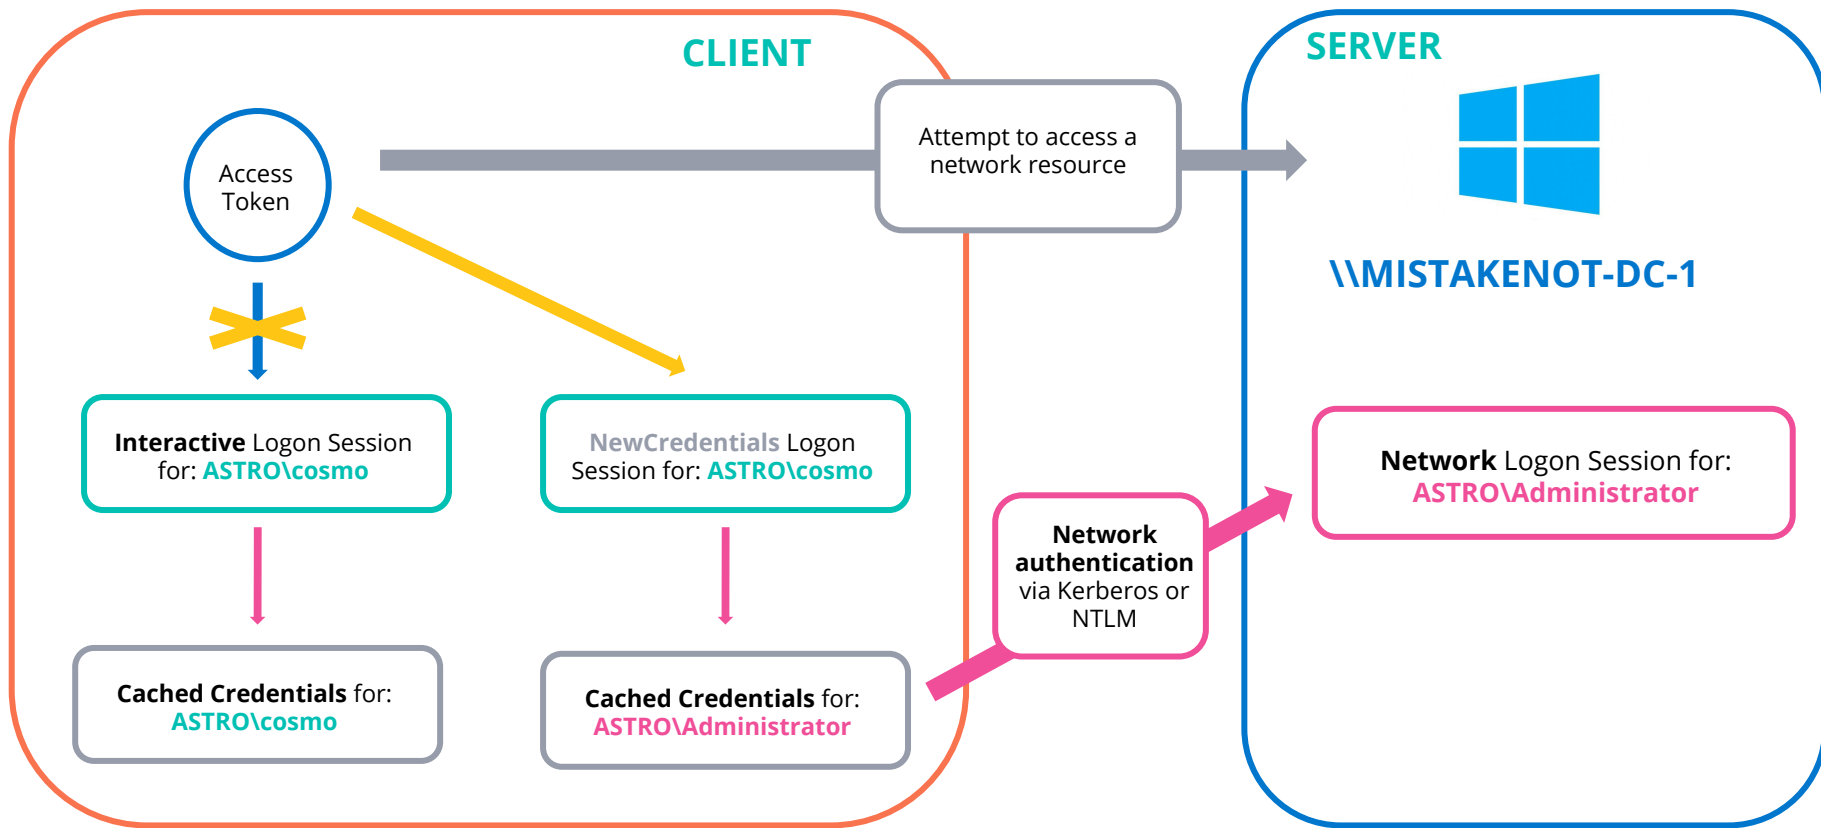 CLIENT
SERVER
Attempt to access a
network resource
Access
Token
\\MISTAKENOT-DC-1
Interactive Logon Session
for: ASTRO\cosmo
NewCredentials Logon
Session for: ASTRO\cosmo
Network Logon Session for:
ASTRO\Administrator
Network
authentication
via Kerberos or
NTLM
Cached Credentials for:
ASTRO\cosmo
Cached Credentials for:
ASTRO\Administrator